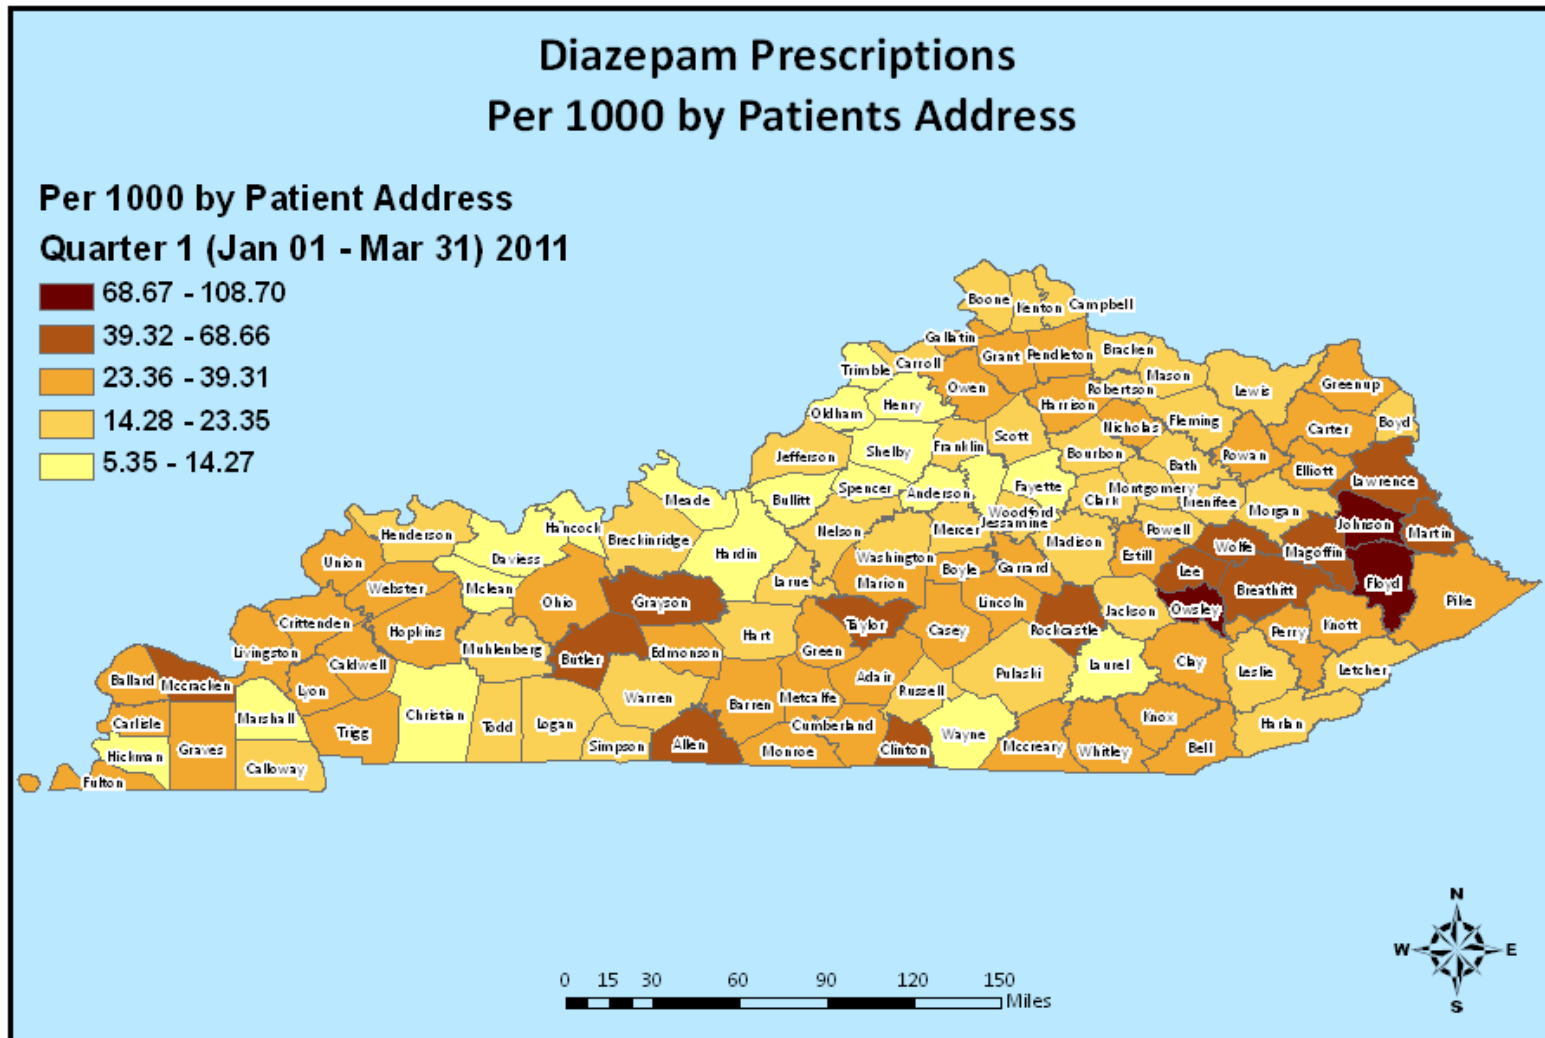 Diazepam Prescriptions
Per 1000 by Patients Address
Per 1000 by Patient Address
Quarter 1 (Jan 01 - Mar 31) 2011
68.67 - 108.70
39.32 - 68.66
23.36 - 39.31
14.28 - 23.35
5.35 - 14.27
Boone
Kenton
Campbell
Gallatin
Carroll
Grant
Pendleton
Bracken
Trimble
Owen
Mason
Robertson
Lewis
Greenup
Oldham
Henry
Harrison
Nicholas
Fleming
Carter
Boyd
Jefferson
Shelby
Franklin
Scott
Bourbon
Bath
Rowan
Elliott
Lawrence
Meade
Bullitt
Spencer
Anderson
Fayette
Clark
Montgomery
Menifee
Morgan
Woodford
Jessamine
Johnson
Martin
Henderson
Hancock
Breckinridge
Nelson
Mercer
Madison
Powell
Daviess
Hardin
Washington
Estill
Wolfe
Magoffin
Union
Webster
Mclean
Larue
Marion
Boyle
Garrard
Lee
Breathitt
Floyd
Pike
Ohio
Grayson
Lincoln
Jackson
Owsley
Crittenden
Hopkins
Hart
Taylor
Casey
Rockcastle
Perry
Knott
Livingston
Caldwell
Muhlenberg
Butler
Edmonson
Green
Laurel
Clay
Leslie
Letcher
Ballard
Mccracken
Lyon
Warren
Adair
Pulaski
Russell
Carlisle
Marshall
Christian
Todd
Logan
Barren
Metcalfe
Cumberland
Wayne
Knox
Harlan
Hickman
Graves
Trigg
Simpson
Allen
Monroe
Clinton
Mccreary
Whitley
Bell
Fulton
Calloway
N
W
E
S
0 15 30 60 90 120 150
Miles